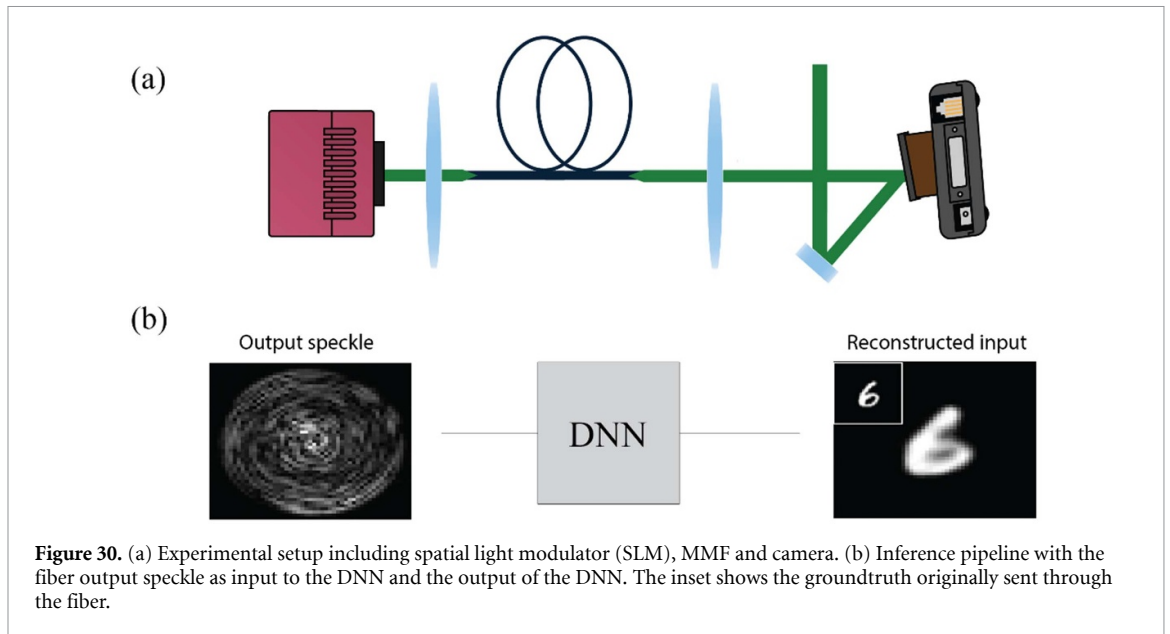 (a)
(b)
Output speckle
DNN
Reconstructed input
6
6
Figure 30. (a) Experimental setup including spatial light modulator (SLM), MMF and camera. (b) Inference pipeline with the
fiber output speckle as input to the DNN and the output of the DNN. The inset shows the groundtruth originally sent through
the fiber.